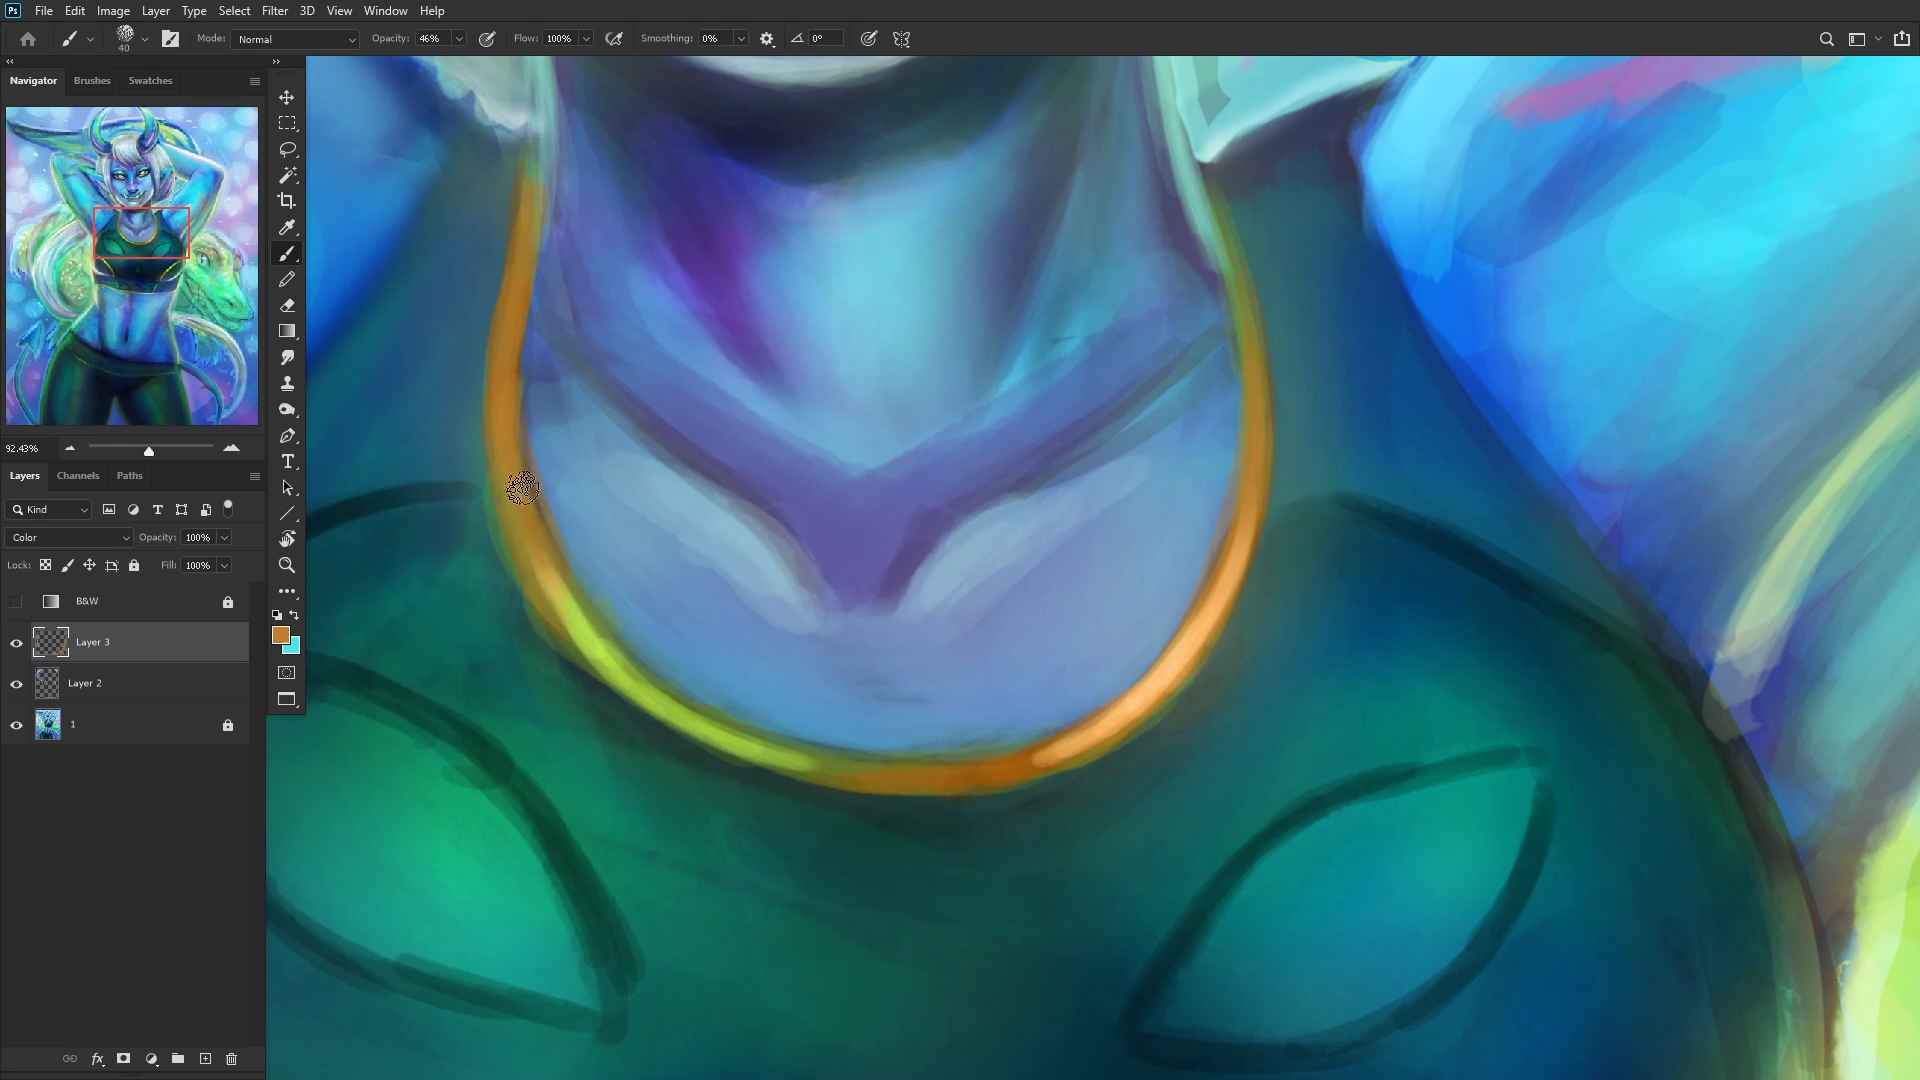 Ps File Edit Image Layer Type Select Filter 3D View Window Help
40 Mode: Normal Opacity: 46% Flow: 100% Smoothing: 0% 0°
Navigator Brushes Swatches
92.43%
Layers Channels Paths
Kind
Color Opacity: 100%
Lock: Fill: 100%
B&W
Layer 3
Layer 2
1
fx